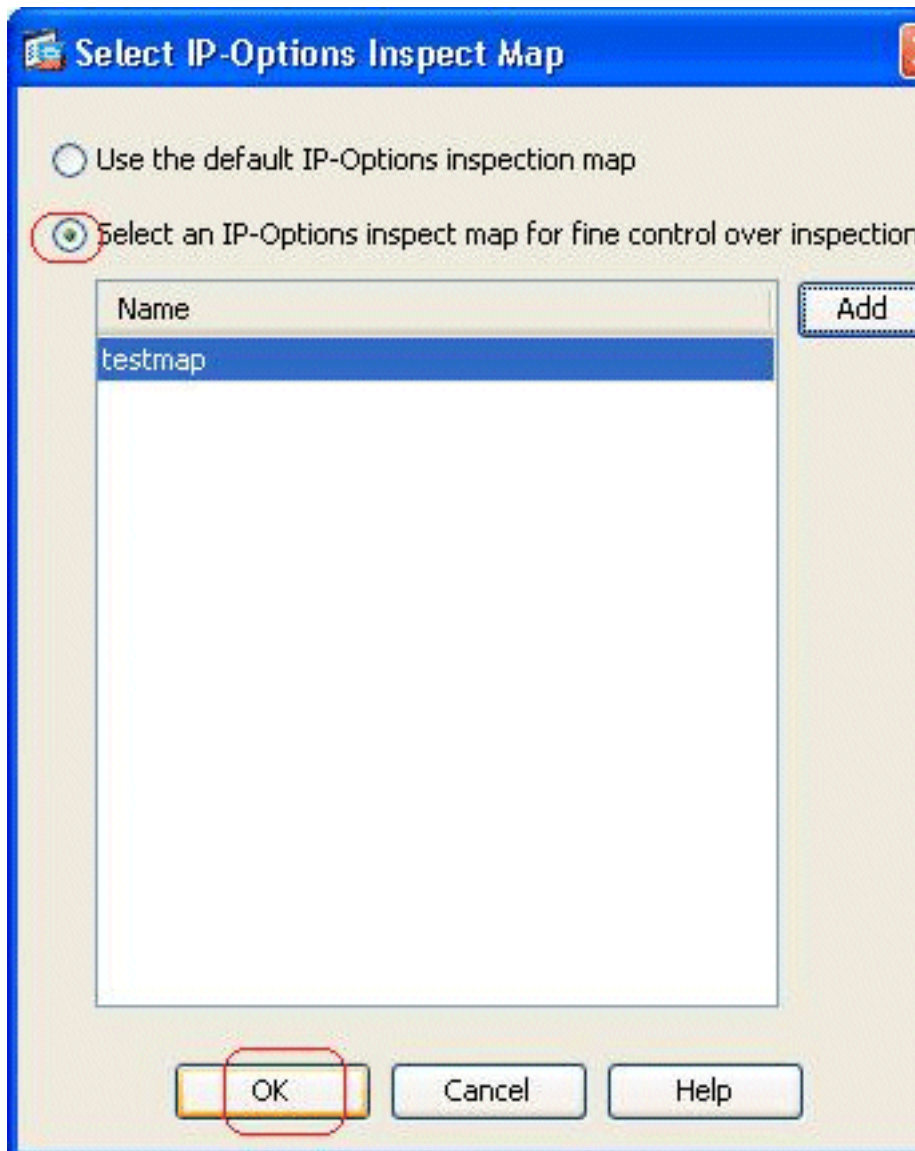 Select IP-Options Inspect Map
Use the default IP-Options inspection map
Select an IP-Options inspect map for fine control over inspection
Name
Add
testmap
OK
Cancel
Help